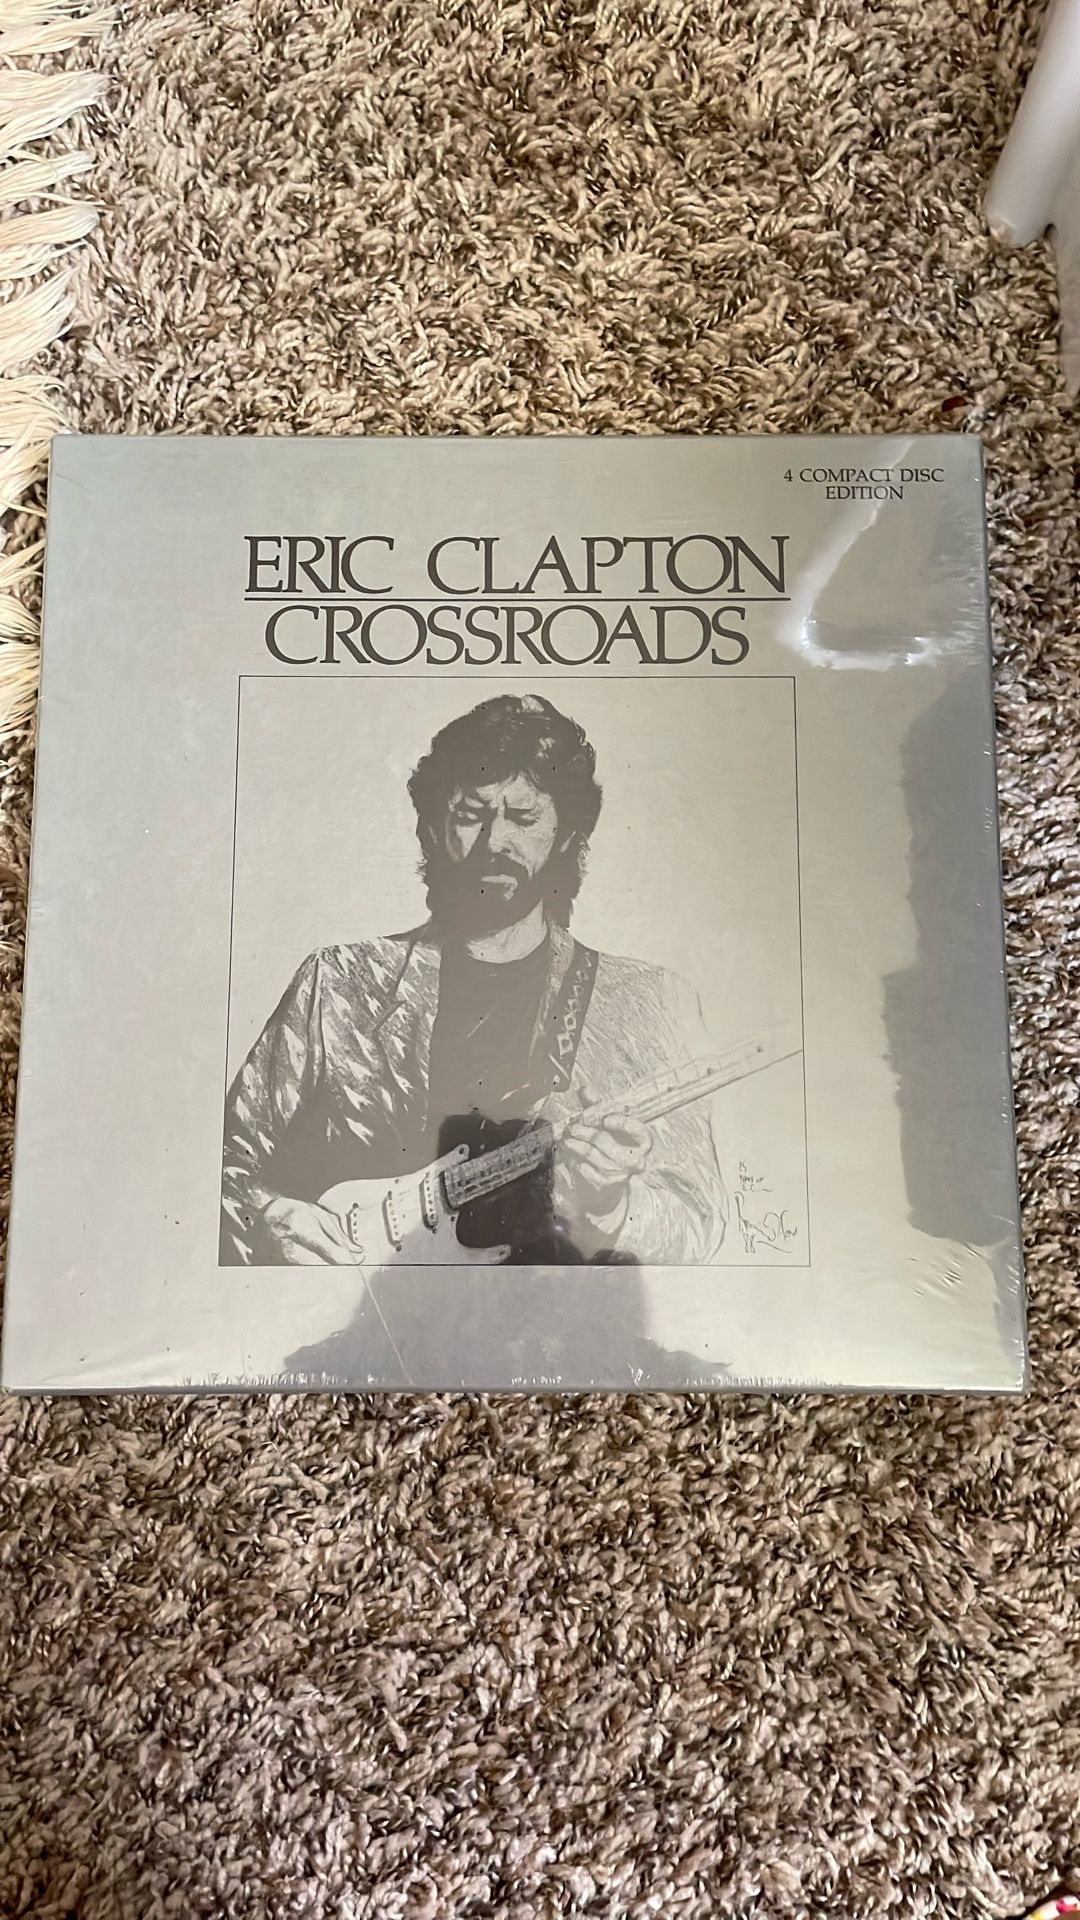 4 COMPACT DISC
EDITION
ERIC CLAPTON
CROSSROADS